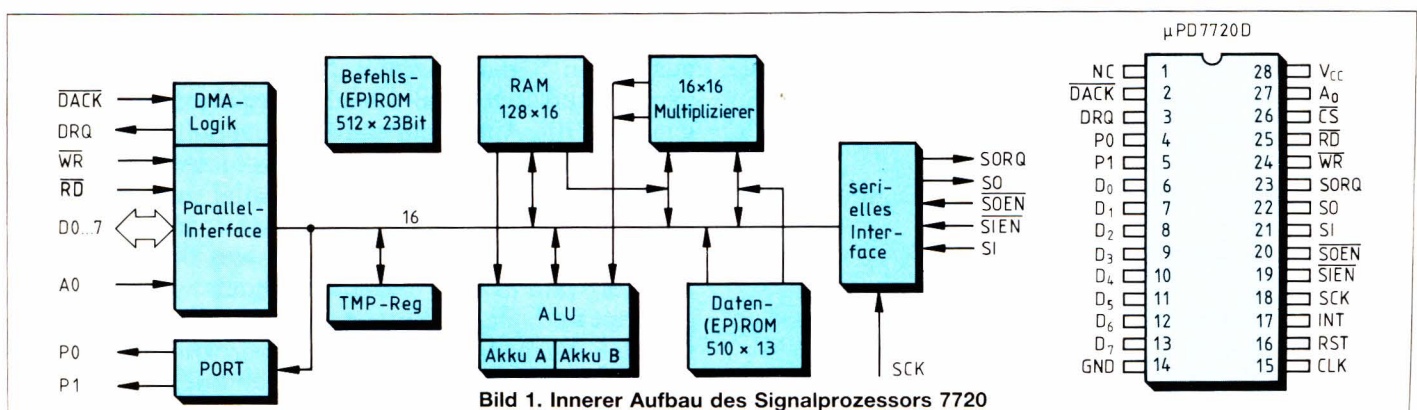 DACK
DRQ
WR
RD
D0...7
A0
P0
P1
DMA-
Logik
Parallel-
Interface
PORT
Befehls-
(EP)ROM
512 × 23Bit
RAM
128×16
16×16
Multiplizierer
16
TMP-Reg
ALU
Akku A
Akku B
Daten-
(EP)ROM
510 × 13
seri-
elles
Inter-
face
SORQ
SO
SOEN
SIEN
SI
SCK
Bild 1. Innerer Aufbau des Signalprozessors 7720
μPD7720D
NC 1 28 VCC
DACK 2 27 A0
DRQ 3 26 CS
P0 4 25 RD
P1 5 24 WR
D0 6 23 SORQ
D1 7 22 SO
D2 8 21 SI
D3 9 20 SOEN
D4 10 19 SIEN
D5 11 18 SCK
D6 12 17 INT
D7 13 16 RST
GND 14 15 CLK